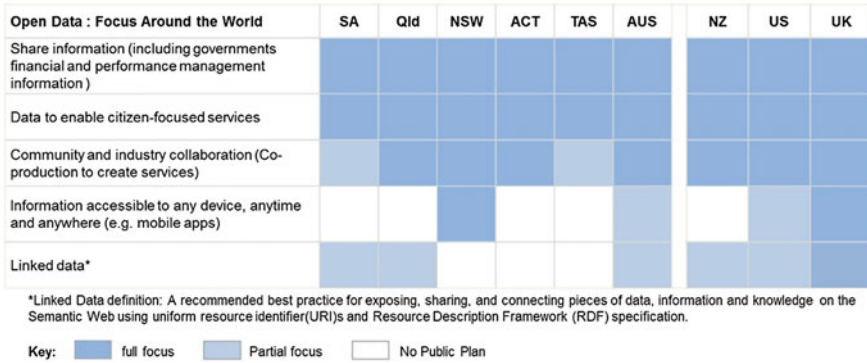 Open Data : Focus Around the World SA Qld NSW ACT TAS AUS NZ US UK
Share information (including governments
financial and performance management
information )
Data to enable citizen-focused services
Community and industry collaboration (Co-
production to create services)
Information accessible to any device, anytime
and anywhere (e.g. mobile apps)
Linked data*
*Linked Data definition: A recommended best practice for exposing, sharing, and connecting pieces of data, information and knowledge on the
Semantic Web using uniform resource identifier(URI)s and Resource Description Framework (RDF) specification.
Key: full focus Partial focus No Public Plan